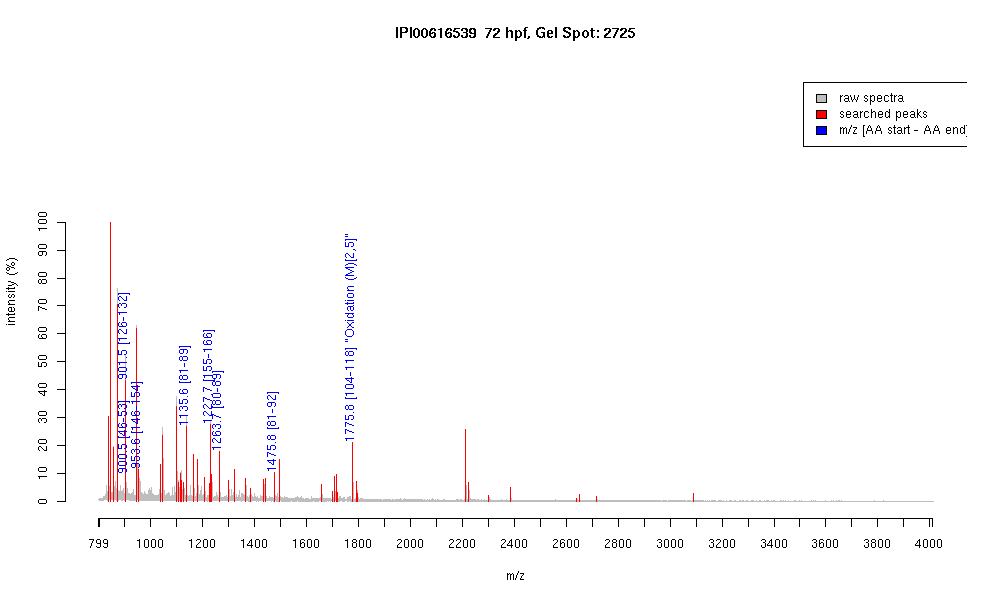 IPI00616539 72 hpf, Gel Spot: 2725
raw spectra
searched peaks
m/z [AA start - AA end]
intensity (%)
100
90
80
70
60
50
40
30
20
10
0
900.5 [46-53]
901.5 [126-132]
953.6 [146-154]
1135.6 [81-89]
1227.7 [155-166]
1263.7 [80-89]
1475.8 [81-92]
1775.8 [104-118] "Oxidation (M)[2,5]"
799 1000 1200 1400 1600 1800 2000 2200 2400 2600 2800 3000 3200 3400 3600 3800 4000
m/z